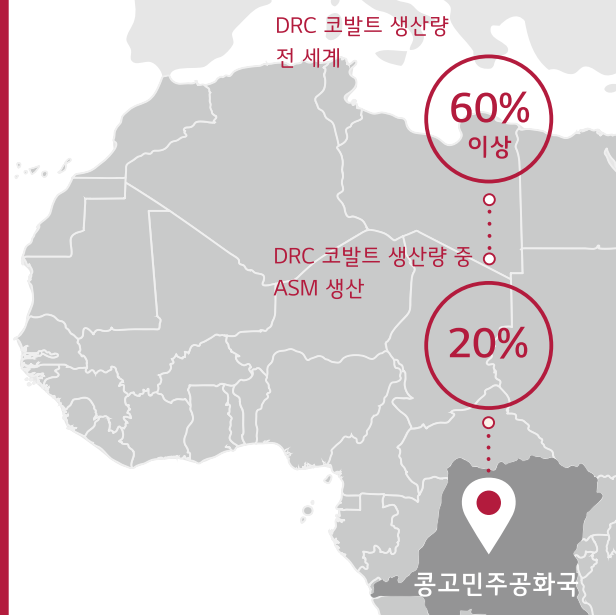 DRC 코발트 생산량
전 세계
60%
이상
DRC 코발트 생산량 중
ASM 생산
20%
콩고민주공화국